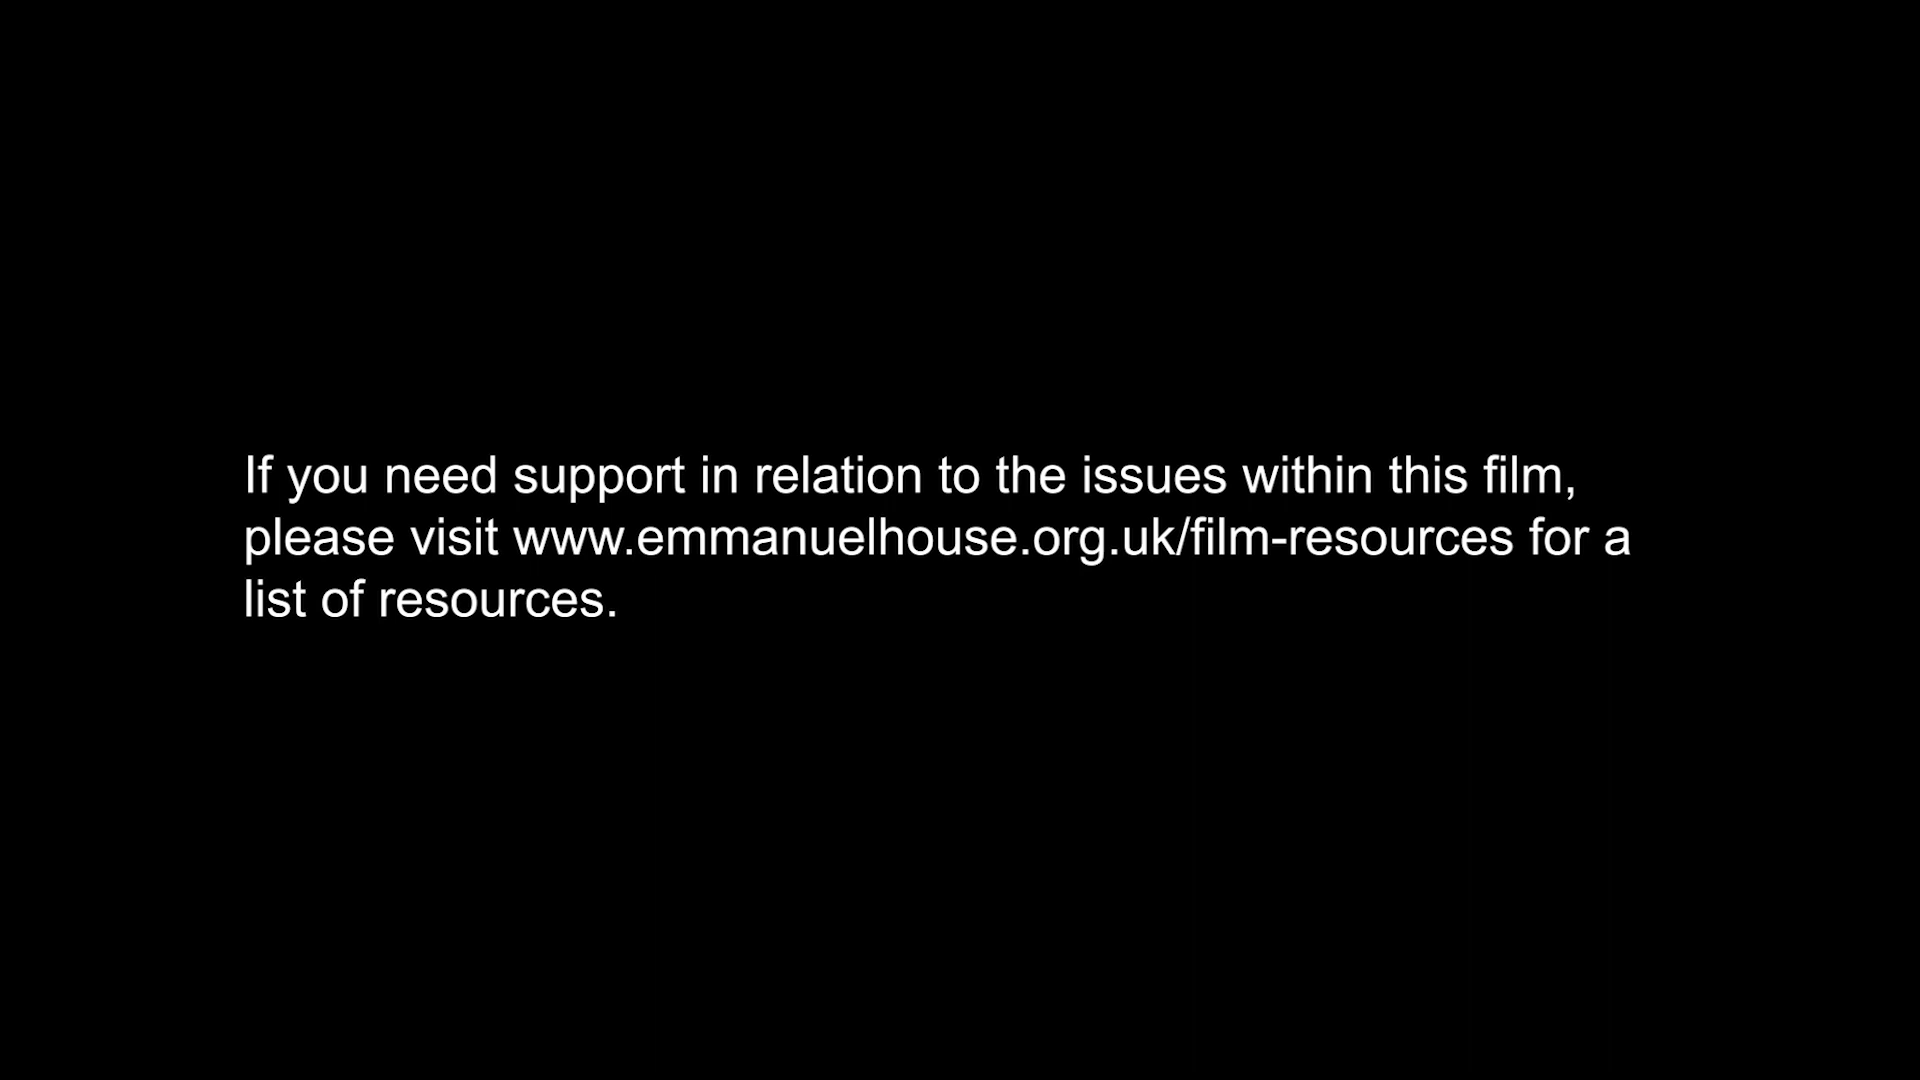 If you need support in relation to the issues within this film,
please visit www.emmanuelhouse.org.uk/film-resources for a
list of resources.